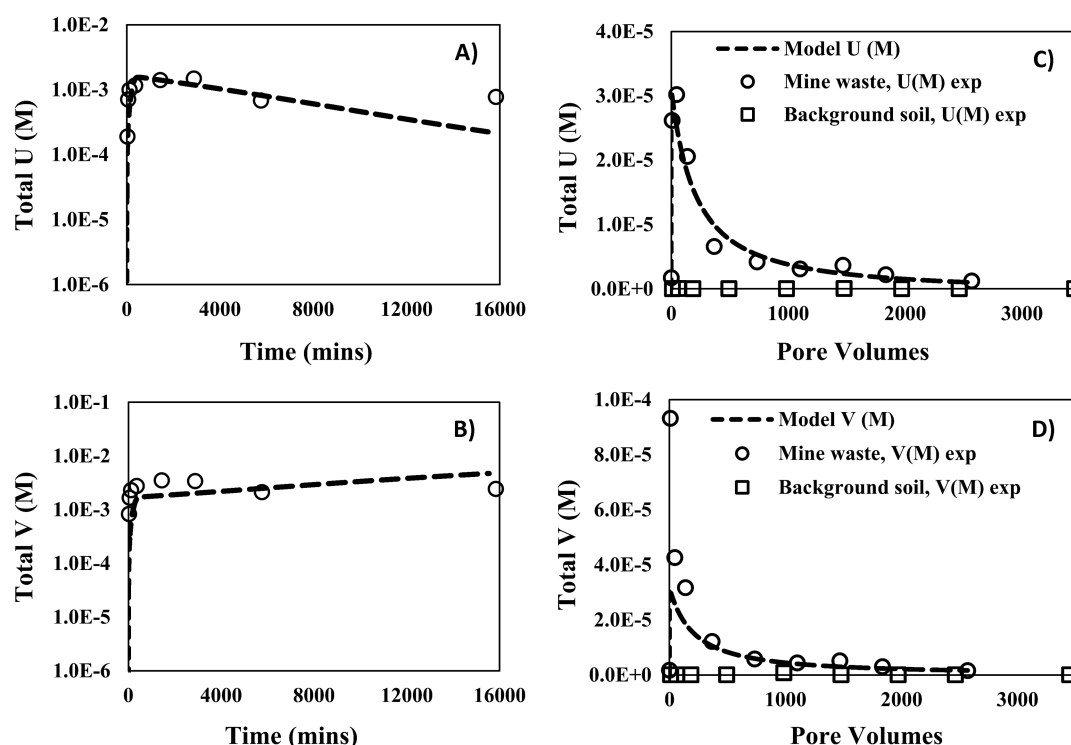 A)
1.0E-2
1.0E-3
1.0E-4
1.0E-5
1.0E-6
Total U (M)
0 4000 8000 12000 16000
Time (mins)
C)
4.0E-5
3.0E-5
2.0E-5
1.0E-5
0.0E+0
Total U (M)
Model U (M)
Mine waste, U(M) exp
Background soil, U(M) exp
0 1000 2000 3000
Pore Volumes
B)
1.0E-1
1.0E-2
1.0E-3
1.0E-4
1.0E-5
1.0E-6
Total V (M)
0 4000 8000 12000 16000
Time (mins)
D)
1.0E-4
8.0E-5
6.0E-5
4.0E-5
2.0E-5
0.0E+0
Total V (M)
Model V (M)
Mine waste, V(M) exp
Background soil, V(M) exp
0 1000 2000 3000
Pore Volumes